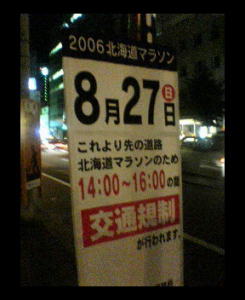 2006北海道マラソン
8月27日㊐
これより先の道路
北海道マラソンのため
14:00～16:00の間
交通規制
が行われます。